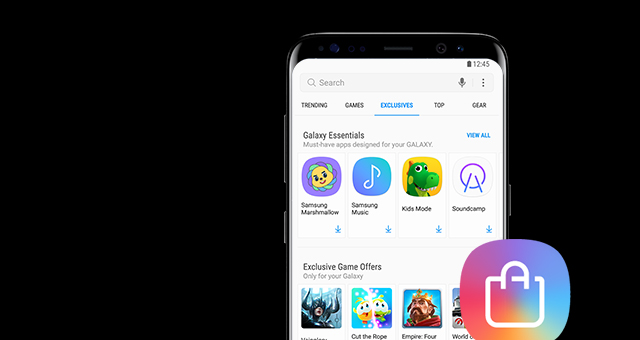 12:45
Search
TRENDING GAMES EXCLUSIVES TOP GEAR
Galaxy Essentials VIEW ALL
Must-have apps designed for your GALAXY.
Samsung Marshmallow
Samsung Music
Kids Mode
Soundcamp
Exclusive Game Offers
Only for your Galaxy
Cut the Rope
Empire: Four
World o